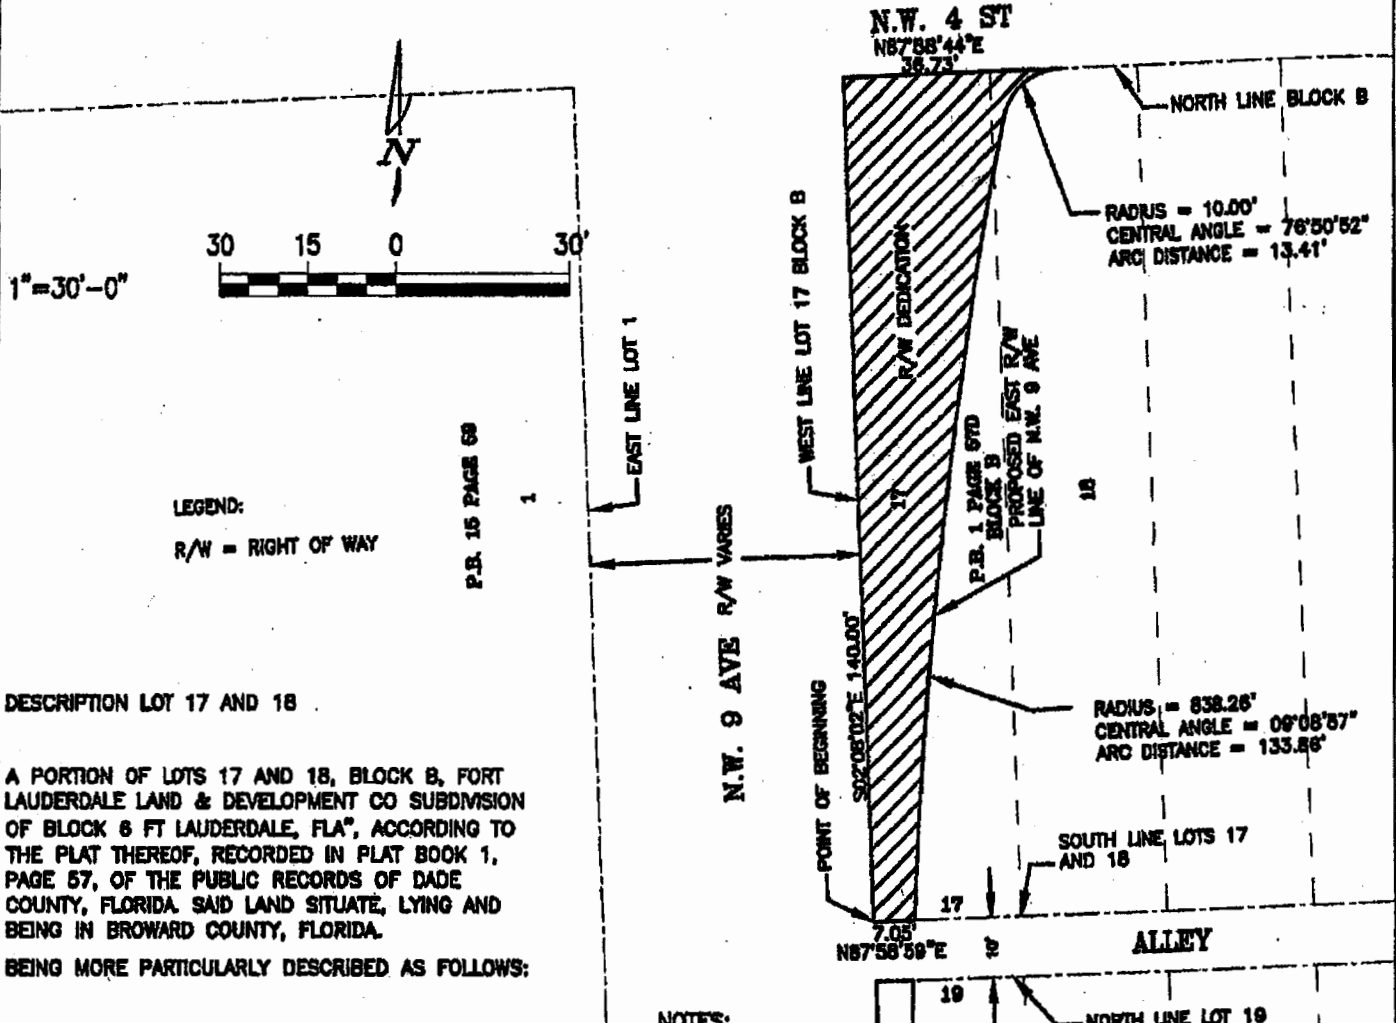 N.W. 4 ST
N87°58'44"E
36.73'
NORTH LINE BLOCK B
N
30 15 0 30'
1"=30'-0"
RADIUS = 10.00'
CENTRAL ANGLE = 76°50'52"
ARC DISTANCE = 13.41'
EAST LINE LOT 1
WEST LINE LOT 17 BLOCK B
R/W DEDICATION
P.B. 15 PAGE 69
1
LEGEND:
R/W = RIGHT OF WAY
N.W. 9 AVE R/W VARIES
17
P.B. 1 PAGE 57D
BLOCK B
PROPOSED EAST R/W
LINE OF N.W. 9 AVE
18
S02°08'02"E 140.00'
POINT OF BEGINNING
RADIUS = 838.26'
CENTRAL ANGLE = 09°08'57"
ARC DISTANCE = 133.86'
DESCRIPTION LOT 17 AND 18
A PORTION OF LOTS 17 AND 18, BLOCK B, FORT
LAUDERDALE LAND & DEVELOPMENT CO SUBDIVISION
OF BLOCK 6 FT LAUDERDALE, FLA", ACCORDING TO
THE PLAT THEREOF, RECORDED IN PLAT BOOK 1,
PAGE 57, OF THE PUBLIC RECORDS OF DADE
COUNTY, FLORIDA. SAID LAND SITUATE, LYING AND
BEING IN BROWARD COUNTY, FLORIDA.
BEING MORE PARTICULARLY DESCRIBED AS FOLLOWS:
SOUTH LINE LOTS 17
AND 18
17
7.05'
N87°58'59"E
10'
ALLEY
19
NORTH LINE LOT 19
NOTES: